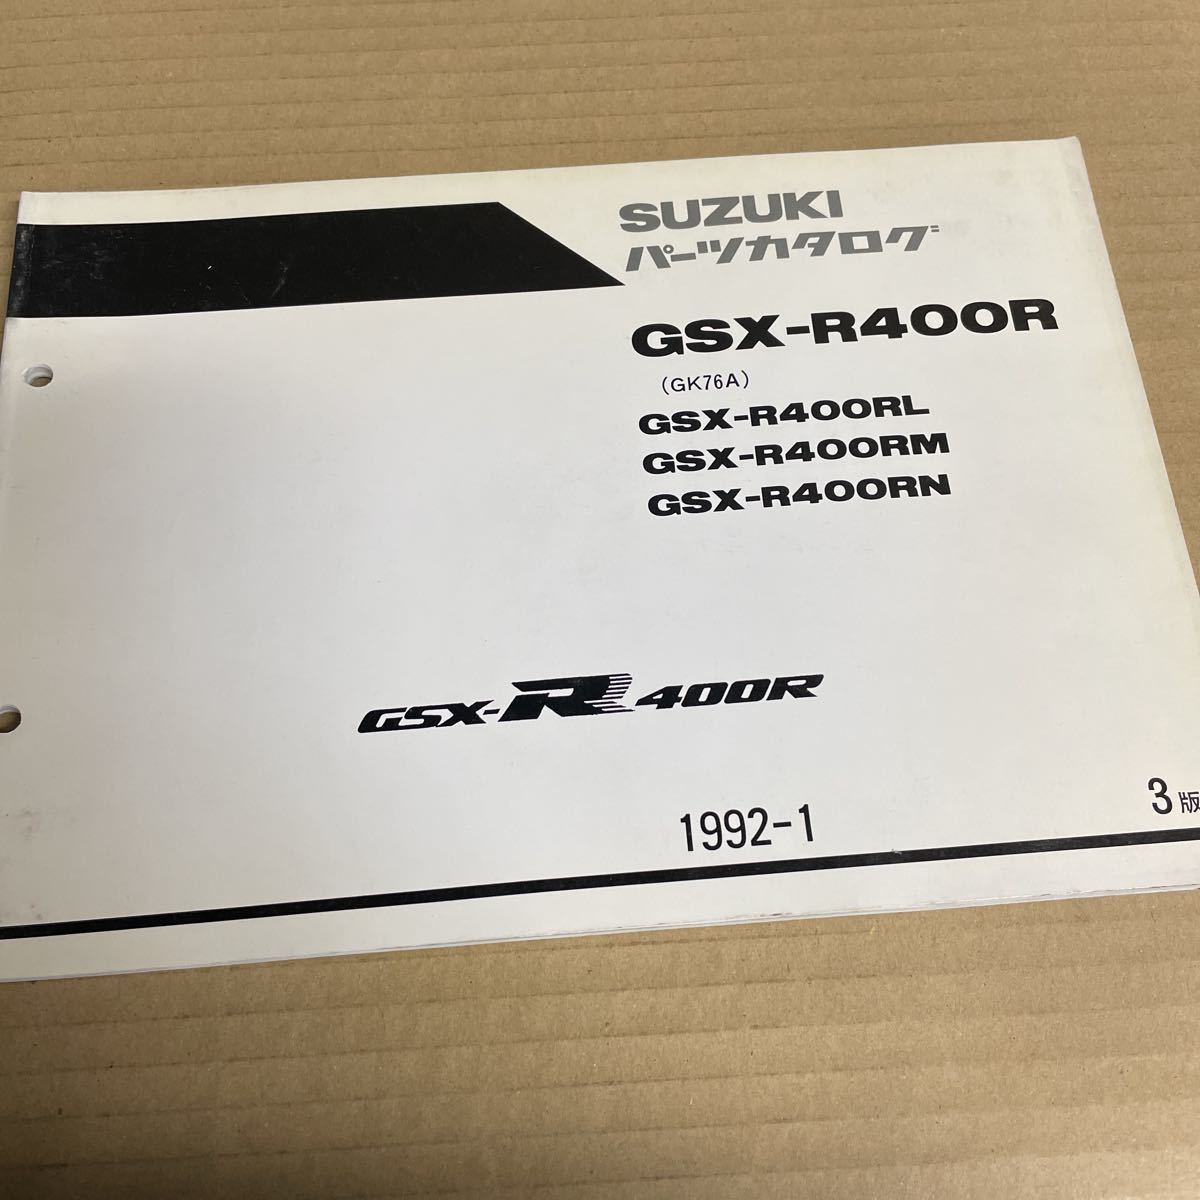 SUZUKI
パーツカタログ
GSX-R400R
(GK76A)
GSX-R400RL
GSX-R400RM
GSX-R400RN
GSX-R400R
1992-1
3版